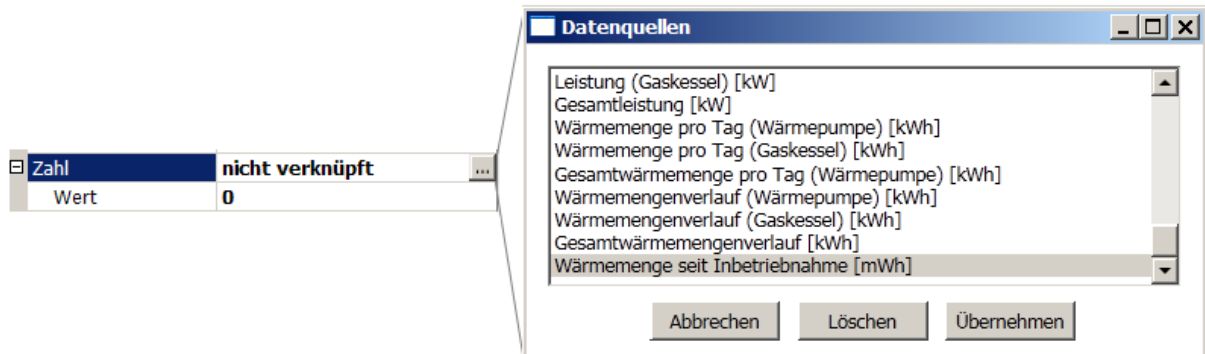 Datenquellen
Leistung (Gaskessel) [kW]
Gesamtleistung [kW]
Wärmemenge pro Tag (Wärmepumpe) [kWh]
Wärmemenge pro Tag (Gaskessel) [kWh]
Gesamtwärmemenge pro Tag (Wärmepumpe) [kWh]
Wärmemengenverlauf (Wärmepumpe) [kWh]
Wärmemengenverlauf (Gaskessel) [kWh]
Gesamtwärmemengenverlauf [kWh]
Wärmemenge seit Inbetriebnahme [mWh]
Abbrechen Löschen Übernehmen
Zahl nicht verknüpft ...
Wert 0